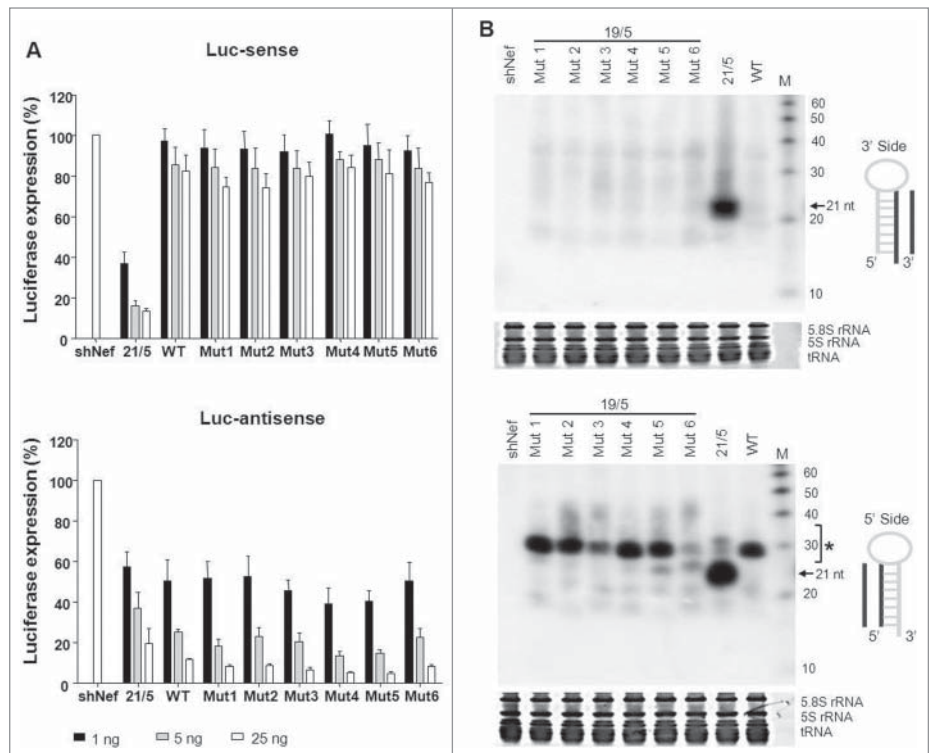 A
Luc-sense
Luciferase expression (%)
120
100
80
60
40
20
0
shNef 21/5 WT Mut1 Mut2 Mut3 Mut4 Mut5 Mut6
Luc-antisense
Luciferase expression (%)
120
100
80
60
40
20
0
shNef 21/5 WT Mut1 Mut2 Mut3 Mut4 Mut5 Mut6
1 ng 5 ng 25 ng
B
19/5
shNef Mut 1 Mut 2 Mut 3 Mut 4 Mut 5 Mut 6 21/5 WT M
60
50
40
30
21 nt
20
10
3' Side
5' 3'
5.8S rRNA
5S rRNA
tRNA
19/5
shNef Mut 1 Mut 2 Mut 3 Mut 4 Mut 5 Mut 6 21/5 WT M
60
50
40
30 *
21 nt
20
10
5' Side
5' 3'
5.8S rRNA
5S rRNA
tRNA